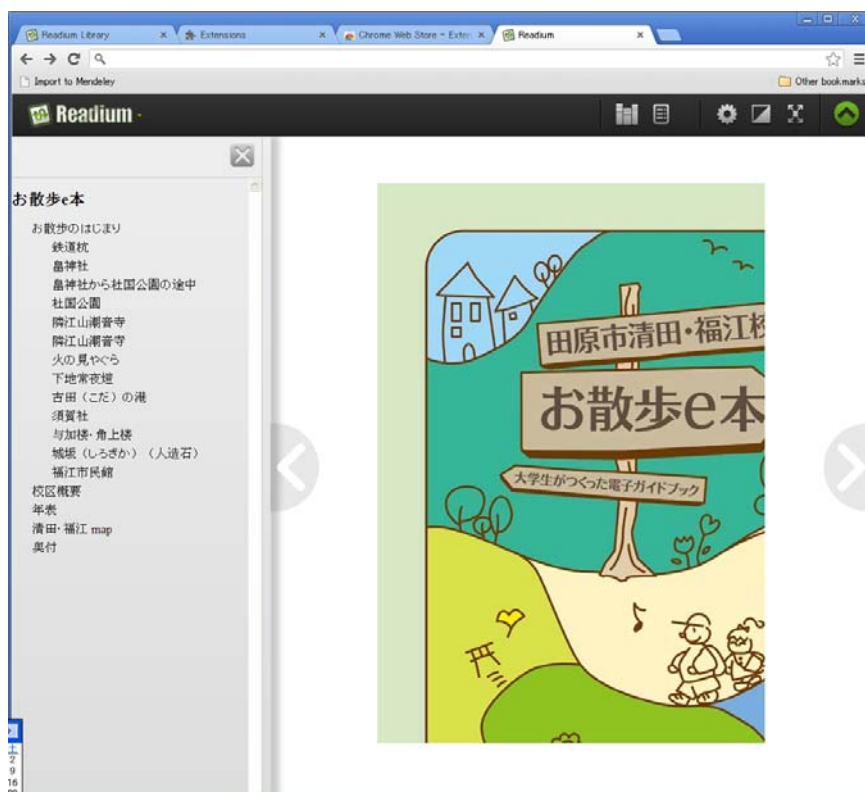 Readium Library
Extensions
Chrome Web Store - Exten
Readium
Import to Mendeley
Other bookmarks
Readium
お散歩e本
お散歩のはじまり
鉄道杭
畠神社
畠神社から杜国公園の途中
杜国公園
隣江山潮音寺
隣江山潮音寺
火の見やぐら
下地常夜燈
古田（こだ）の港
須賀社
与加楼・角上楼
城坂（しろざか）（人造石）
福江市民館
校区概要
年表
清田・福江 map
奥付
田原市清田・福江校
お散歩e本
大学生がつくった電子ガイドブック
土
2
9
16